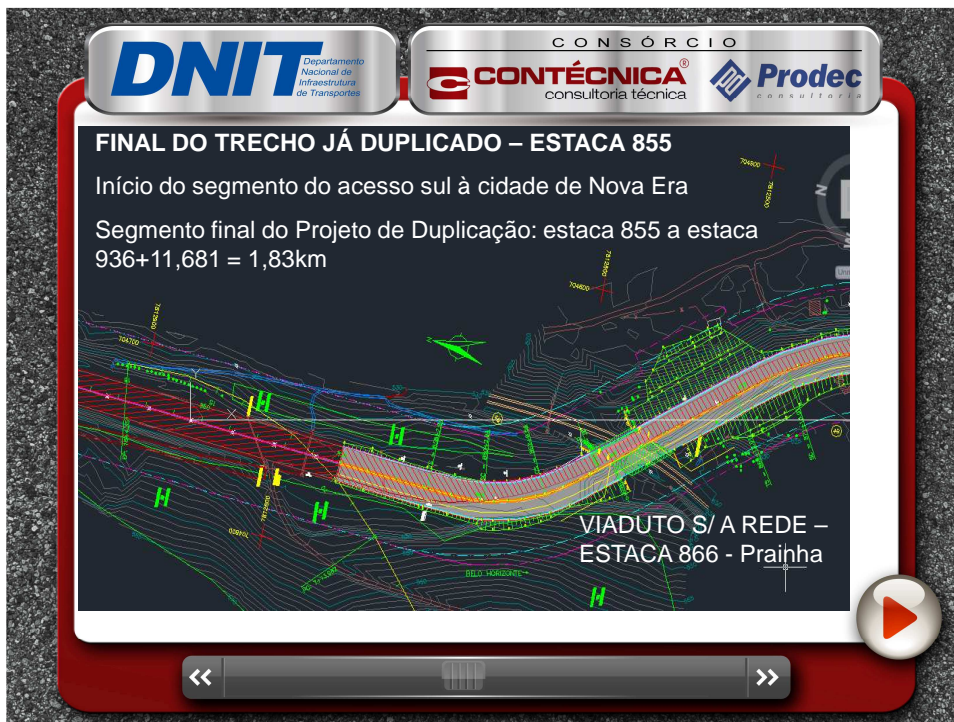 DNIT
Departamento
Nacional de
Infraestrutura
de Transportes
CONSÓRCIO
CONTÉCNICA®
consultoria técnica
Prodec
consultoria
FINAL DO TRECHO JÁ DUPLICADO – ESTACA 855
Início do segmento do acesso sul à cidade de Nova Era
Segmento final do Projeto de Duplicação: estaca 855 a estaca
936+11,681 = 1,83km
VIADUTO S/ A REDE –
ESTACA 866 - Prainha
BELO HORIZONTE